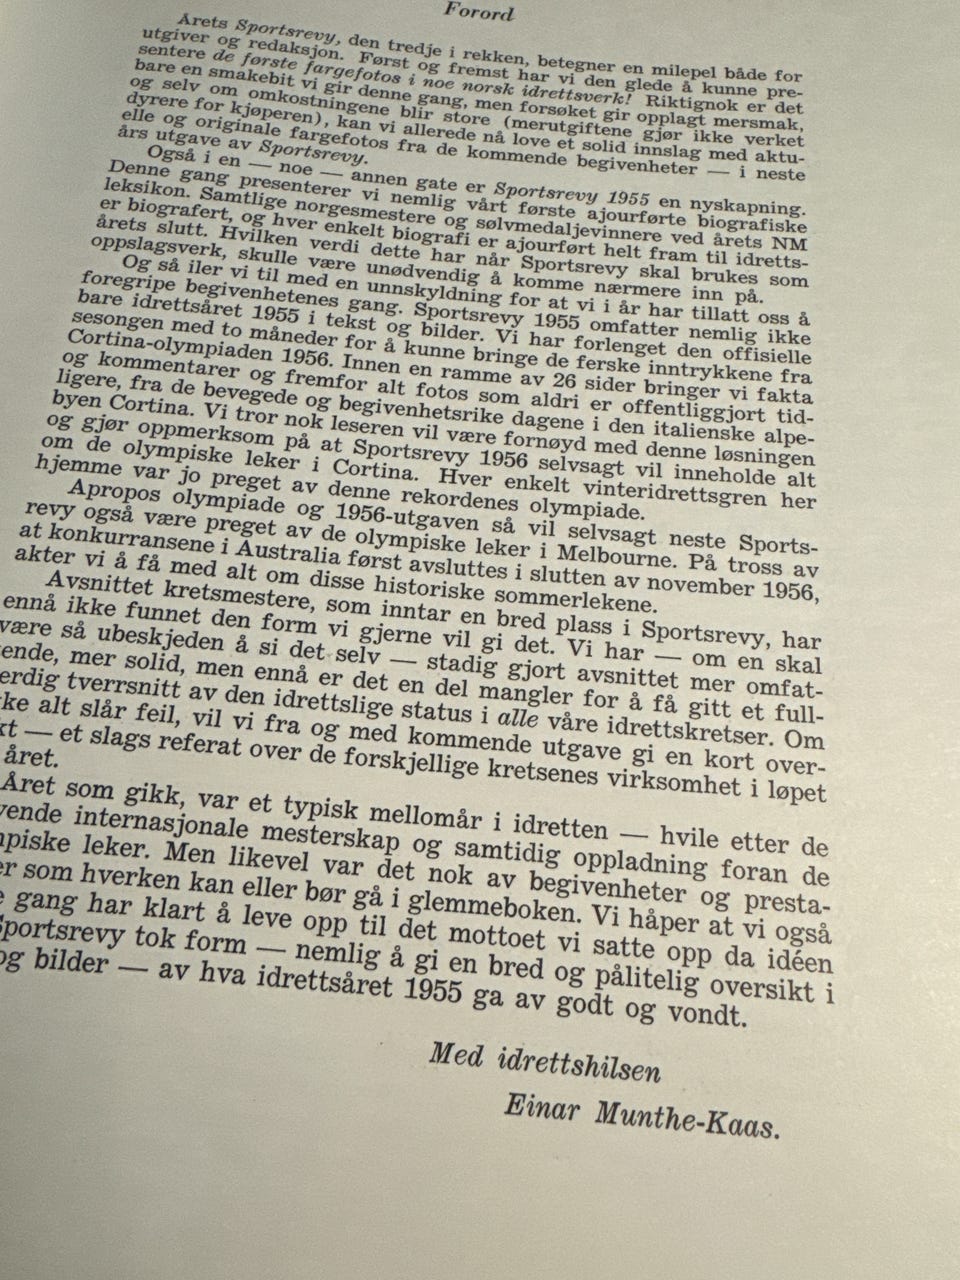 Forord
Årets Sportsrevy, den tredje i rekken, betegner en milepel både for
utgiver og redaksjon. Først og fremst har vi den glede å kunne pre-
sentere de første fargefotos i noe norsk idrettsverk! Riktignok er det
bare en smakebit vi gir denne gang, men forsøket gir opplagt mersmak,
og selv om omkostningene blir store (merutgiftene gjør ikke verket
dyrere for kjøperen), kan vi allerede nå love et solid innslag med aktu-
elle og originale fargefotos fra de kommende begivenheter — i neste
års utgave av Sportsrevy.
Også i en — noe — annen gate er Sportsrevy 1955 en nyskapning.
Denne gang presenterer vi nemlig vårt første ajourførte biografiske
leksikon. Samtlige norgesmestere og sølvmedaljevinnere ved årets NM
er biografert, og hver enkelt biografi er ajourført helt fram til idretts-
årets slutt. Hvilken verdi dette har når Sportsrevy skal brukes som
oppslagsverk, skulle være unødvendig å komme nærmere inn på.
Og så iler vi til med en unnskyldning for at vi i år har tillatt oss å
foregripe begivenhetenes gang. Sportsrevy 1955 omfatter nemlig ikke
bare idrettsåret 1955 i tekst og bilder. Vi har forlenget den offisielle
sesongen med to måneder for å kunne bringe de ferske inntrykkene fra
Cortina-olympiaden 1956. Innen en ramme av 26 sider bringer vi fakta
og kommentarer og fremfor alt fotos som aldri er offentliggjort tid-
ligere, fra de bevegede og begivenhetsrike dagene i den italienske alpe-
byen Cortina. Vi tror nok leseren vil være fornøyd med denne løsningen
og gjør oppmerksom på at Sportsrevy 1956 selvsagt vil inneholde alt
om de olympiske leker i Cortina. Hver enkelt vinteridrettsgren her
hjemme var jo preget av denne rekordenes olympiade.
Apropos olympiade og 1956-utgaven så vil selvsagt neste Sports-
revy også være preget av de olympiske leker i Melbourne. På tross av
at konkurransene i Australia først avsluttes i slutten av november 1956,
akter vi å få med alt om disse historiske sommerlekene.
Avsnittet kretsmestere, som inntar en bred plass i Sportsrevy, har
ennå ikke funnet den form vi gjerne vil gi det. Vi har — om en skal
være så ubeskjeden å si det selv — stadig gjort avsnittet mer omfat-
ende, mer solid, men ennå er det en del mangler for å få gitt et full-
erdig tverrsnitt av den idrettslige status i alle våre idrettskretser. Om
ke alt slår feil, vil vi fra og med kommende utgave gi en kort over-
kt — et slags referat over de forskjellige kretsenes virksomhet i løpet
året.
Året som gikk, var et typisk mellomår i idretten — hvile etter de
vende internasjonale mesterskap og samtidig oppladning foran de
piske leker. Men likevel var det nok av begivenheter og presta-
er som hverken kan eller bør gå i glemmeboken. Vi håper at vi også
e gang har klart å leve opp til det mottoet vi satte opp da idéen
Sportsrevy tok form — nemlig å gi en bred og pålitelig oversikt i
og bilder — av hva idrettsåret 1955 ga av godt og vondt.
Med idrettshilsen
Einar Munthe-Kaas.